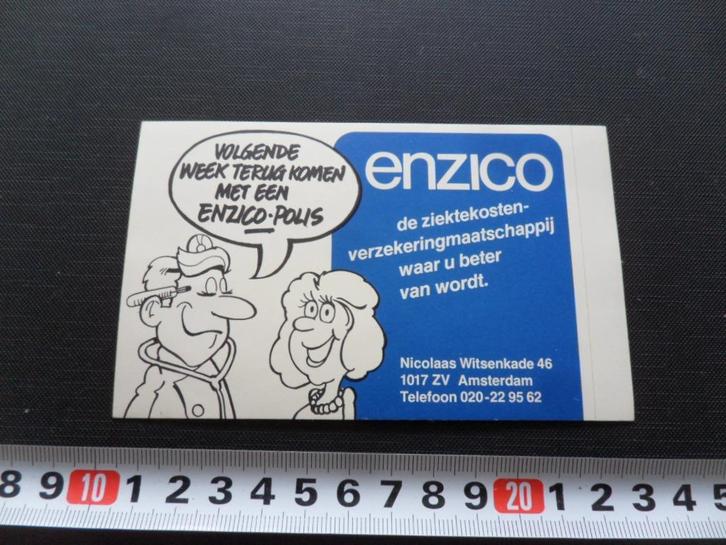 VOLGENDE
WEEK TERUG KOMEN
MET EEN
ENZICO-POLIS
enzico
de ziektekosten-
verzekeringmaatschappij
waar u beter
van wordt.
Nicolaas Witsenkade 46
1017 ZV Amsterdam
Telefoon 020-22 95 62
8 9 10 1 2 3 4 5 6 7 8 9 20 1 2 3 4 5